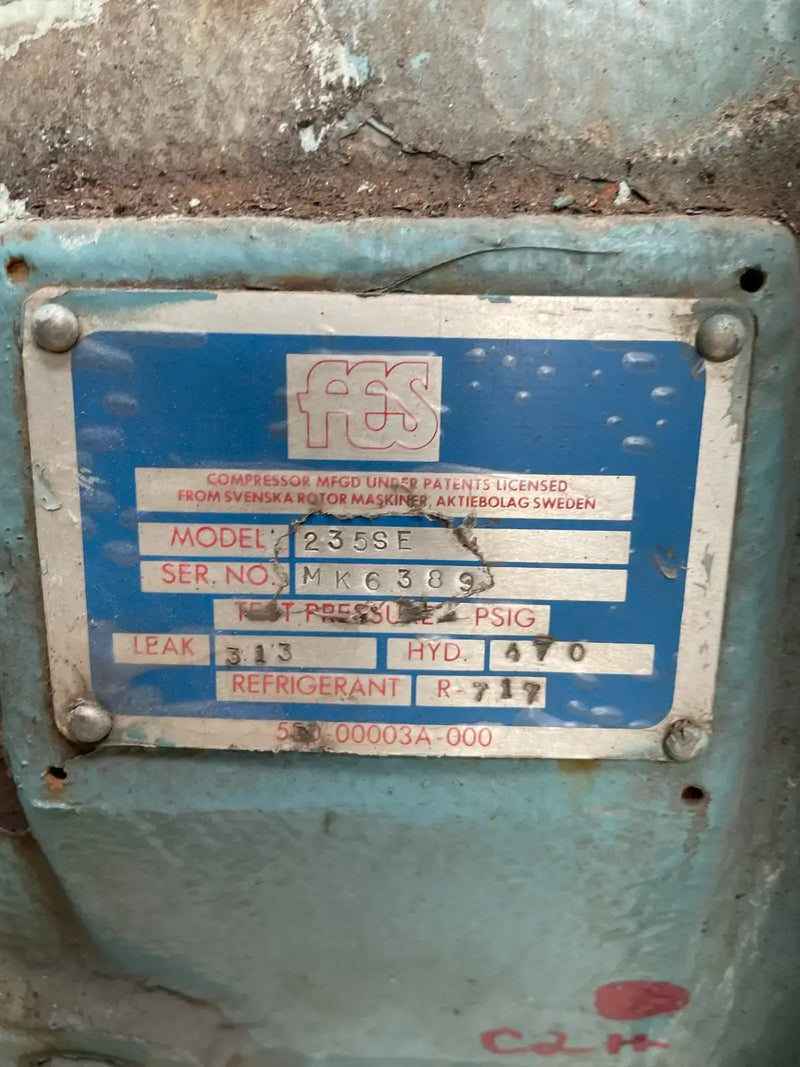 FES
COMPRESSOR MFGD UNDER PATENTS LICENSED
FROM SVENSKA ROTOR MASKINER, AKTIEBOLAG SWEDEN
MODEL 235SE
SER. NO. MK6389
TEST PRESSURE - PSIG
LEAK 313 HYD. 470
REFRIGERANT R-717
550-00003A-000